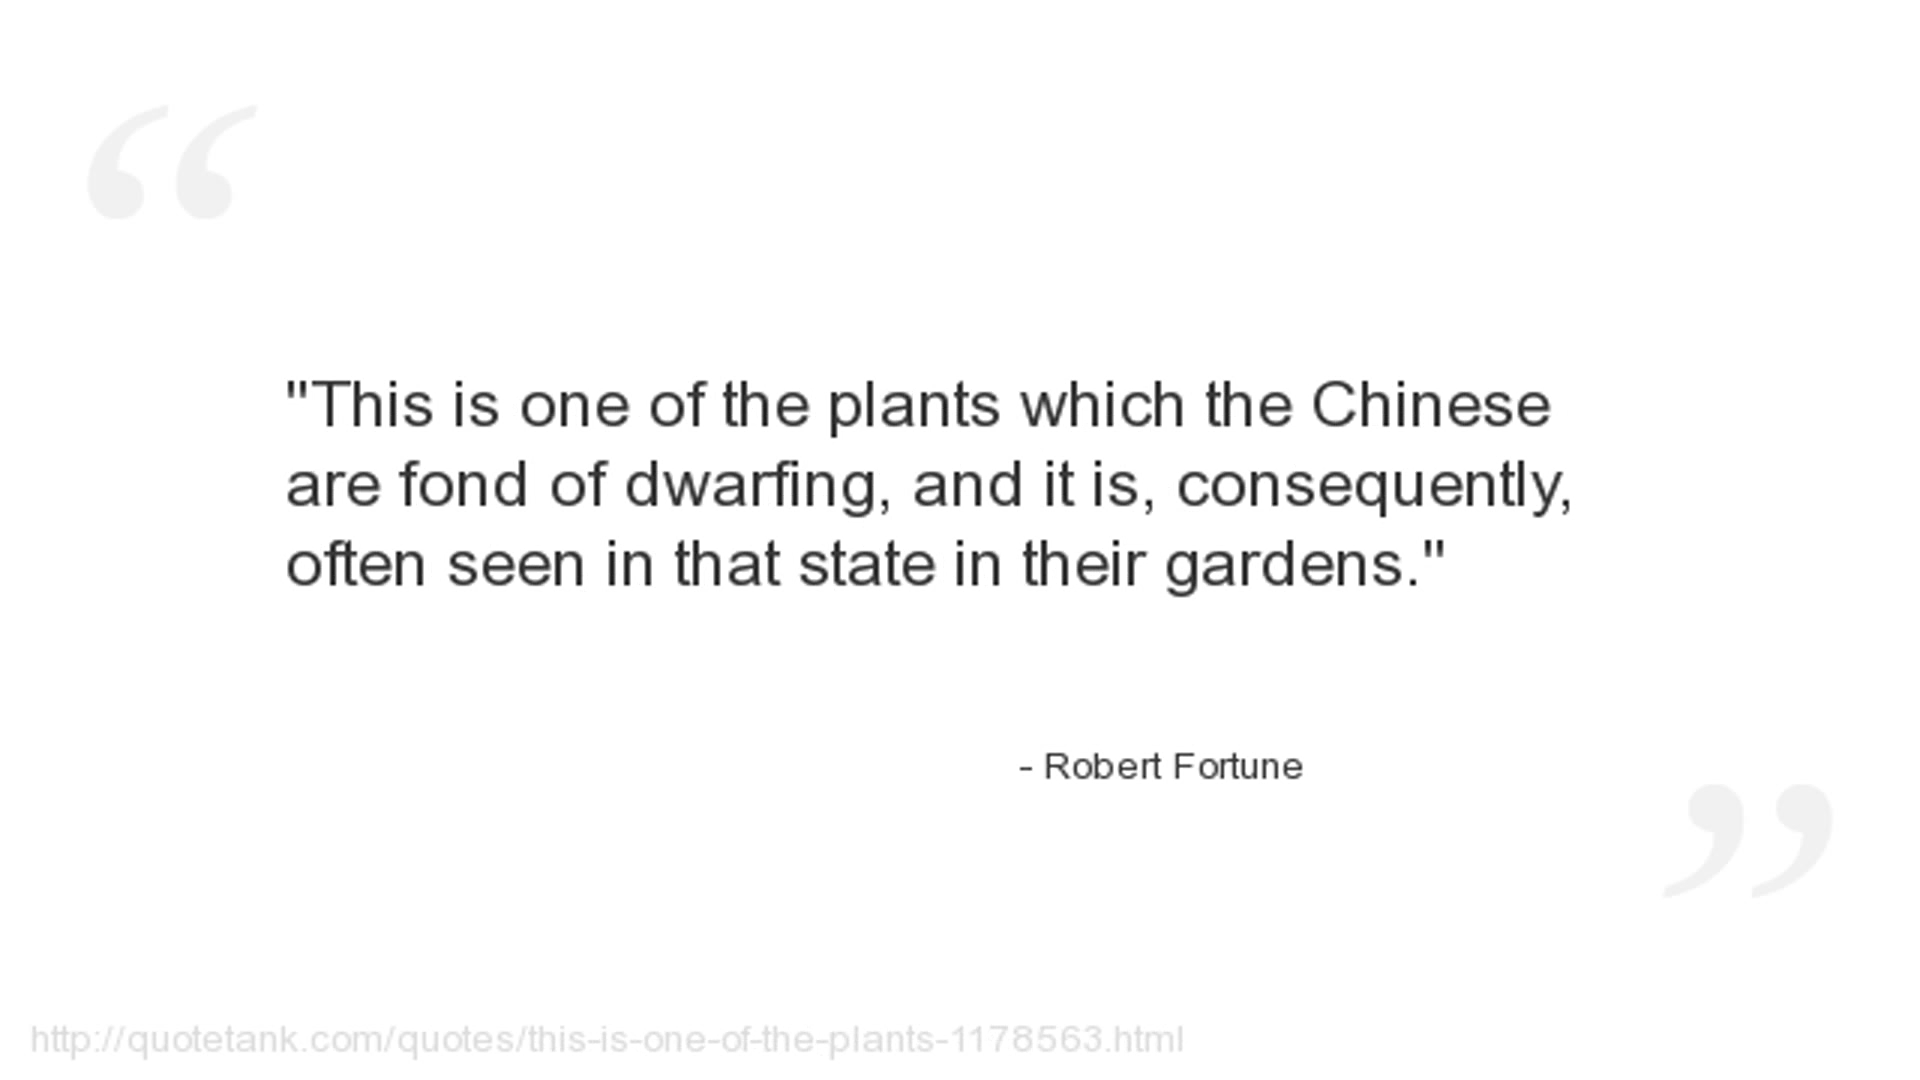 "This is one of the plants which the Chinese
are fond of dwarfing, and it is, consequently,
often seen in that state in their gardens."
- Robert Fortune
http://quotetank.com/quotes/this-is-one-of-the-plants-1178563.html